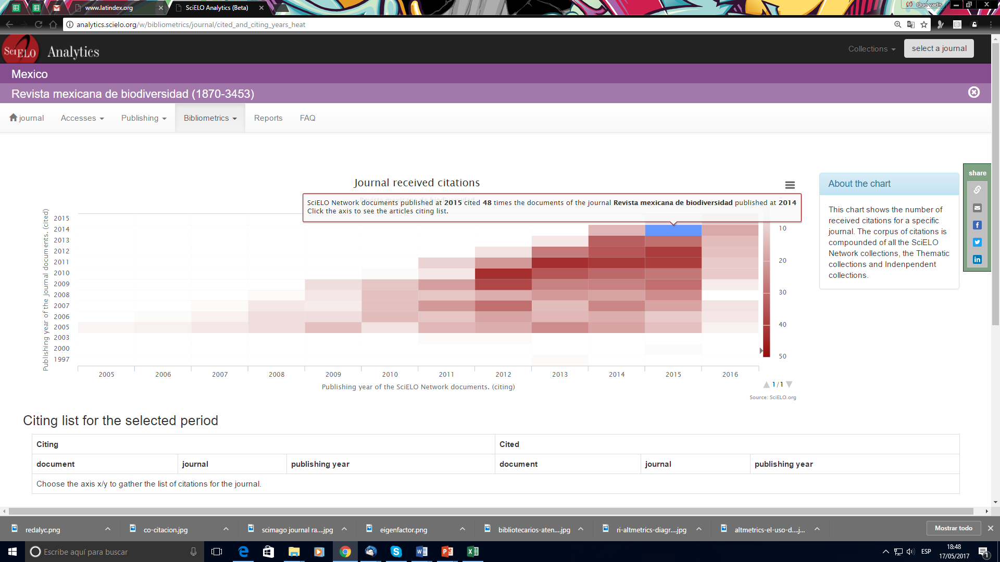 www.latindex.org
SciELO Analytics (Beta)
Quo vadis
analytics.scielo.org/w/bibliometrics/journal/cited_and_citing_years_heat
SciELO Analytics
Collections
select a journal
Mexico
Revista mexicana de biodiversidad (1870-3453)
journal
Accesses
Publishing
Bibliometrics
Reports
FAQ
Journal received citations
SciELO Network documents published at 2015 cited 48 times the documents of the journal Revista mexicana de biodiversidad published at 2014
Click the axis to see the articles citing list.
Publishing year of the journal documents. (cited)
2015
2014
2013
2012
2011
2010
2009
2008
2007
2006
2005
2003
2000
1997
2005 2006 2007 2008 2009 2010 2011 2012 2013 2014 2015 2016
Publishing year of the SciELO Network documents. (citing)
10
20
30
40
50
1/1
Source: SciELO.org
About the chart
This chart shows the number of
received citations for a specific
journal. The corpus of citations is
compounded of all the SciELO
Network collections, the Thematic
collections and Indenpendent
collections.
share
Citing list for the selected period
Citing Cited
document journal publishing year document journal publishing year
Choose the axis x/y to gather the list of citations for the journal.
redalyc.png
co-citacion.jpg
scimago journal ra....jpg
eigenfactor.png
bibliotecarios-aten....jpg
ri-altmetrics-diagr....jpg
altmetrics-el-uso-d....j...
Mostrar todo
Escribe aquí para buscar
ESP
18:48
17/05/2017
1